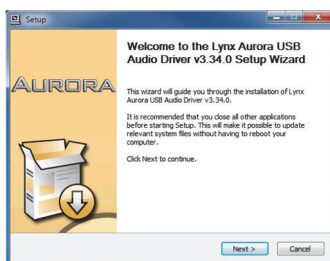 Setup
Welcome to the Lynx Aurora USB
Audio Driver v3.34.0 Setup Wizard
AURORA
This wizard will guide you through the installation of Lynx
Aurora USB Audio Driver v3.34.0.
It is recommended that you close all other applications
before starting Setup. This will make it possible to update
relevant system files without having to reboot your
computer.
Click Next to continue.
Next >
Cancel